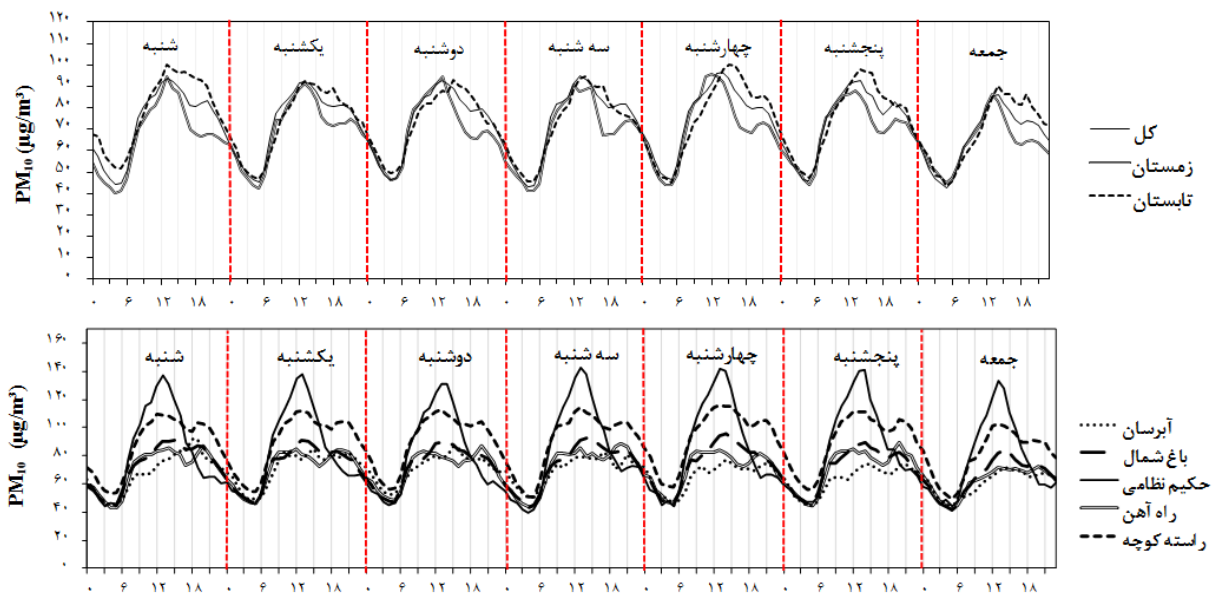 PM₁₀ (µg/m³)
۱۲۰
۱۱۰
۱۰۰
۹۰
۸۰
۷۰
۶۰
۵۰
۴۰
۳۰
۲۰
۱۰
۰
شنبه یکشنبه دوشنبه سه شنبه چهارشنبه پنجشنبه جمعه
۰ ۶ ۱۲ ۱۸ ۰ ۶ ۱۲ ۱۸ ۰ ۶ ۱۲ ۱۸ ۰ ۶ ۱۲ ۱۸ ۰ ۶ ۱۲ ۱۸ ۰ ۶ ۱۲ ۱۸ ۰ ۶ ۱۲ ۱۸
کل
زمستان
تابستان
PM₁₀ (µg/m³)
۱۶۰
۱۴۰
۱۲۰
۱۰۰
۸۰
۶۰
۴۰
۲۰
۰
شنبه یکشنبه دوشنبه سه شنبه چهارشنبه پنجشنبه جمعه
۰ ۶ ۱۲ ۱۸ ۰ ۶ ۱۲ ۱۸ ۰ ۶ ۱۲ ۱۸ ۰ ۶ ۱۲ ۱۸ ۰ ۶ ۱۲ ۱۸ ۰ ۶ ۱۲ ۱۸ ۰ ۶ ۱۲ ۱۸
آبرسان
باغ شمال
حکیم نظامی
راه آهن
راسته کوچه